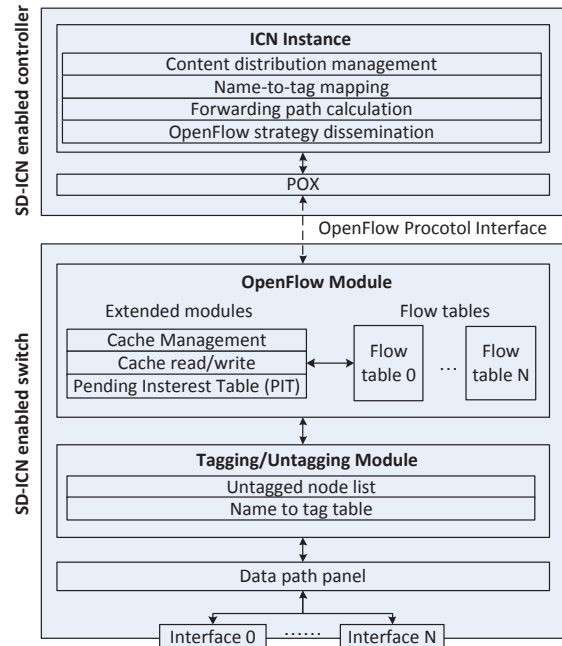 SD-ICN enabled controller
ICN Instance
Content distribution management
Name-to-tag mapping
Forwarding path calculation
OpenFlow strategy dissemination
POX
OpenFlow Procotol Interface
SD-ICN enabled switch
OpenFlow Module
Extended modules
Flow tables
Cache Management
Cache read/write
Pending Insterest Table (PIT)
Flow
table 0
...
Flow
table N
Tagging/Untagging Module
Untagged node list
Name to tag table
Data path panel
Interface 0
......
Interface N